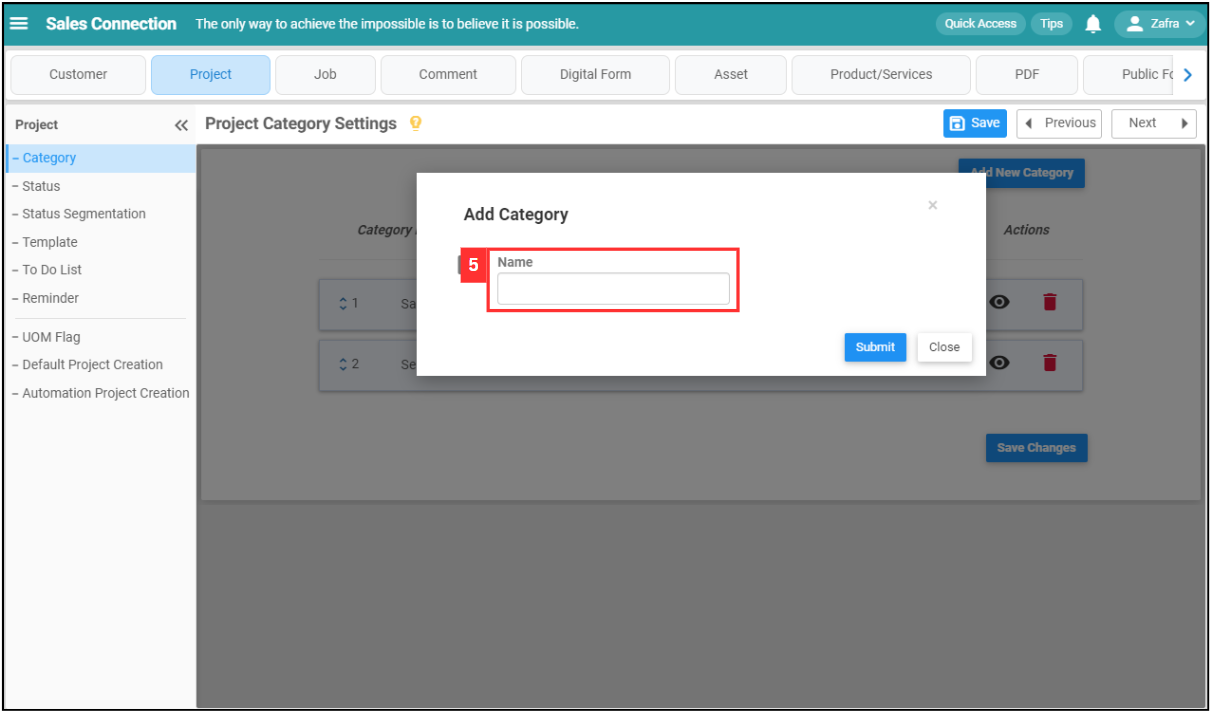 Sales Connection The only way to achieve the impossible is to believe it is possible. Quick Access Tips Zafra
Customer Project Job Comment Digital Form Asset Product/Services PDF Public
Project Project Category Settings Save Previous Next
– Category
Add New Category
– Status
– Status Segmentation
Add Category ×
– Template
Category Actions
– To Do List
5 Name
– Reminder
1
– UOM Flag
Submit Close
– Default Project Creation
2
– Automation Project Creation
Save Changes